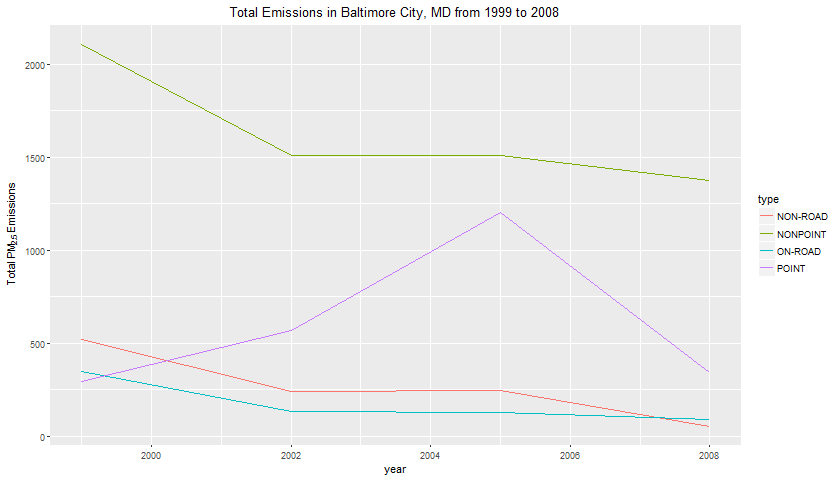 Total Emissions in Baltimore City, MD from 1999 to 2008
2000
1500
1000
500
0
Total PM2.5 Emissions
2000
2002
2004
2006
2008
year
type
NON-ROAD
NONPOINT
ON-ROAD
POINT